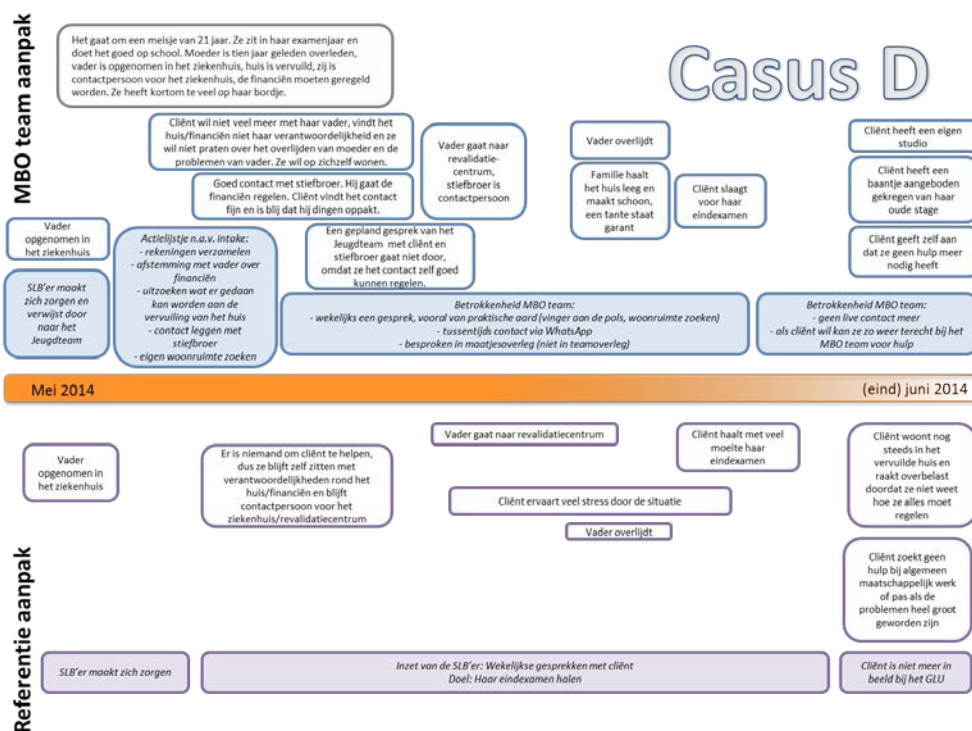 MBO team aanpak
Casus D
Het gaat om een meisje van 21 jaar. Ze zit in haar examenjaar en
doet het goed op school. Moeder is tien jaar geleden overleden,
vader is opgenomen in het ziekenhuis, huis is vervuild, zij is
contactpersoon voor het ziekenhuis, de financiën moeten geregeld
worden. Ze heeft kortom te veel op haar bordje.
Cliënt wil niet veel meer met haar vader, vindt het
huis/financiën niet haar verantwoordelijkheid en ze
wil niet praten over het overlijden van moeder en de
problemen van vader. Ze wil op zichzelf wonen.
Goed contact met stiefbroer. Hij gaat de
financiën regelen. Cliënt vindt het contact
fijn en is blij dat hij dingen oppakt.
Vader gaat naar
revalidatie-
centrum,
stiefbroer is
contactpersoon
Vader overlijdt
Familie haalt
het huis leeg en
maakt schoon,
een tante staat
garant
Cliënt slaagt
voor haar
eindexamen
Cliënt heeft een eigen
studio
Cliënt heeft een
baantje aangeboden
gekregen van haar
oude stage
Cliënt geeft zelf aan
dat ze geen hulp meer
nodig heeft
Vader
opgenomen in
het ziekenhuis
SLB'er maakt
zich zorgen en
verwijst door
naar het
Jeugdteam
Actielijstje n.a.v. intake:
- rekeningen verzamelen
- afstemming met vader over
financiën
- uitzoeken wat er gedaan
kan worden aan de
vervuiling van het huis
- contact leggen met
stiefbroer
- eigen woonruimte zoeken
Een gepland gesprek van het
Jeugdteam met cliënt en
stiefbroer gaat niet door,
omdat ze het contact zelf goed
kunnen regelen.
Betrokkenheid MBO team:
- wekelijks een gesprek, vooral van praktische aard (vinger aan de pols, woonruimte zoeken)
- tussentijds contact via WhatsApp
- besproken in maatjesoverleg (niet in teamoverleg)
Betrokkenheid MBO team:
- geen live contact meer
- als cliënt wil kan ze zo weer terecht bij het
MBO team voor hulp
Mei 2014
(eind) juni 2014
Referentie aanpak
Vader
opgenomen in
het ziekenhuis
Er is niemand om cliënt te helpen,
dus ze blijft zelf zitten met
verantwoordelijkheden rond het
huis/financiën en blijft
contactpersoon voor het
ziekenhuis/revalidatiecentrum
Vader gaat naar revalidatiecentrum
Cliënt haalt met veel
moeite haar
eindexamen
Cliënt ervaart veel stress door de situatie
Vader overlijdt
Cliënt woont nog
steeds in het
vervuilde huis en
raakt overbelast
doordat ze niet weet
hoe ze alles moet
regelen
Cliënt zoekt geen
hulp bij algemeen
maatschappelijk werk
of pas als de
problemen heel groot
geworden zijn
SLB'er maakt zich zorgen
Inzet van de SLB'er: Wekelijkse gesprekken met cliënt
Doel: Haar eindexamen halen
Cliënt is niet meer in
beeld bij het GLU